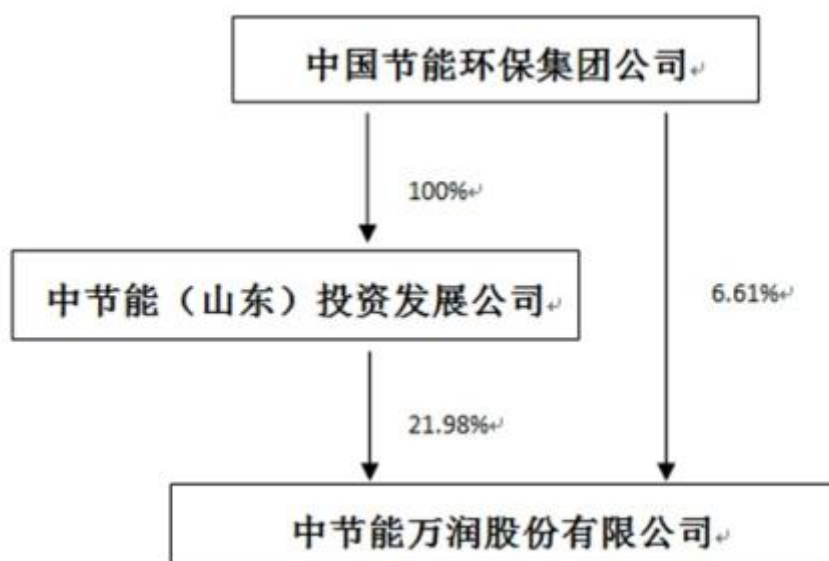 中国节能环保集团公司
100%
中节能（山东）投资发展公司
6.61%
21.98%
中节能万润股份有限公司